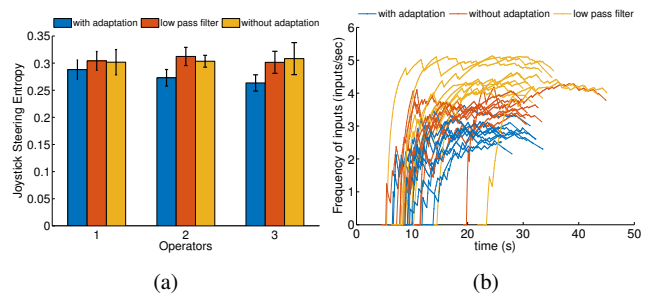 with adaptation low pass filter without adaptation
0.35
0.3
0.25
0.2
0.15
0.1
0.05
0
Joystick Steering Entropy
1 2 3
Operators
(a)
with adaptation without adaptation low pass filter
6
5
4
3
2
1
0
Frequency of inputs (inputs/sec)
0 10 20 30 40 50
time (s)
(b)